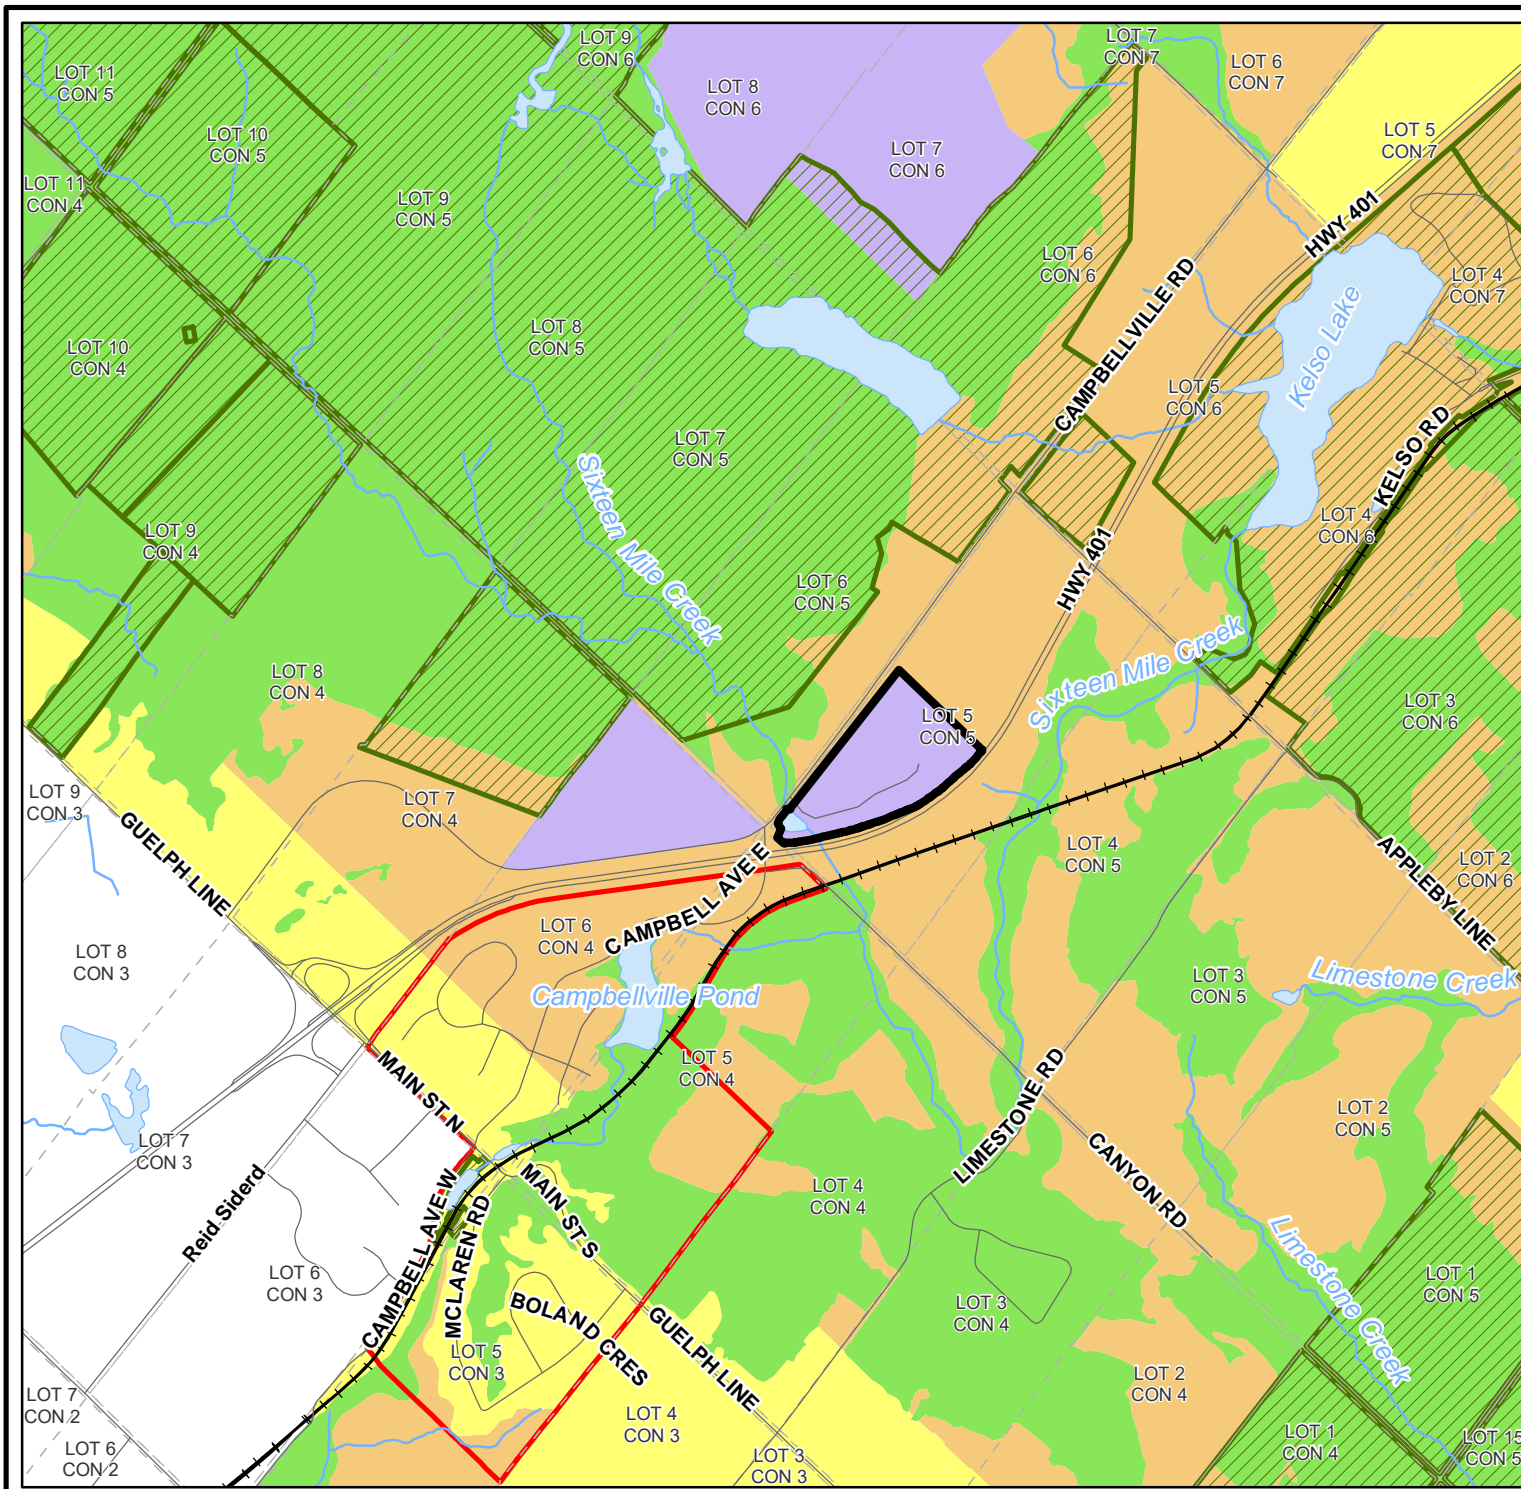 LOT 9
CON 6
LOT 7
CON 7
LOT 6
CON 7
LOT 11
CON 5
LOT 8
CON 6
LOT 10
CON 5
LOT 7
CON 6
LOT 5
CON 7
LOT 11
CON 4
LOT 9
CON 5
HWY 401
LOT 6
CON 6
LOT 4
CON 7
CAMPBELLVILLE RD
Kelso Lake
LOT 8
CON 5
LOT 10
CON 4
LOT 5
CON 6
LOT 7
CON 5
KELSO RD
Sixteen Mile Creek
LOT 9
CON 4
LOT 4
CON 6
HWY 401
LOT 6
CON 5
Sixteen Mile Creek
LOT 8
CON 4
LOT 3
CON 6
LOT 5
CON 5
LOT 9
CON 3
LOT 7
CON 4
GUELPH LINE
LOT 4
CON 5
APPLEBY LINE
LOT 2
CON 6
CAMPBELL AVE E
LOT 6
CON 4
LOT 8
CON 3
LOT 3
CON 5
Limestone Creek
Campbellville Pond
LOT 5
CON 4
MAIN ST N
LIMESTONE RD
LOT 2
CON 5
LOT 7
CON 3
CANYON RD
Reid Siderd
CAMPBELL AVE W
MCLAREN RD
MAIN ST S
LOT 4
CON 4
Limestone Creek
LOT 6
CON 3
LOT 1
CON 5
LOT 3
CON 4
BOLAND CRES
GUELPH LINE
LOT 5
CON 3
LOT 2
CON 4
LOT 7
CON 2
LOT 4
CON 3
LOT 1
CON 4
LOT 15
CON 5
LOT 6
CON 2
LOT 3
CON 3